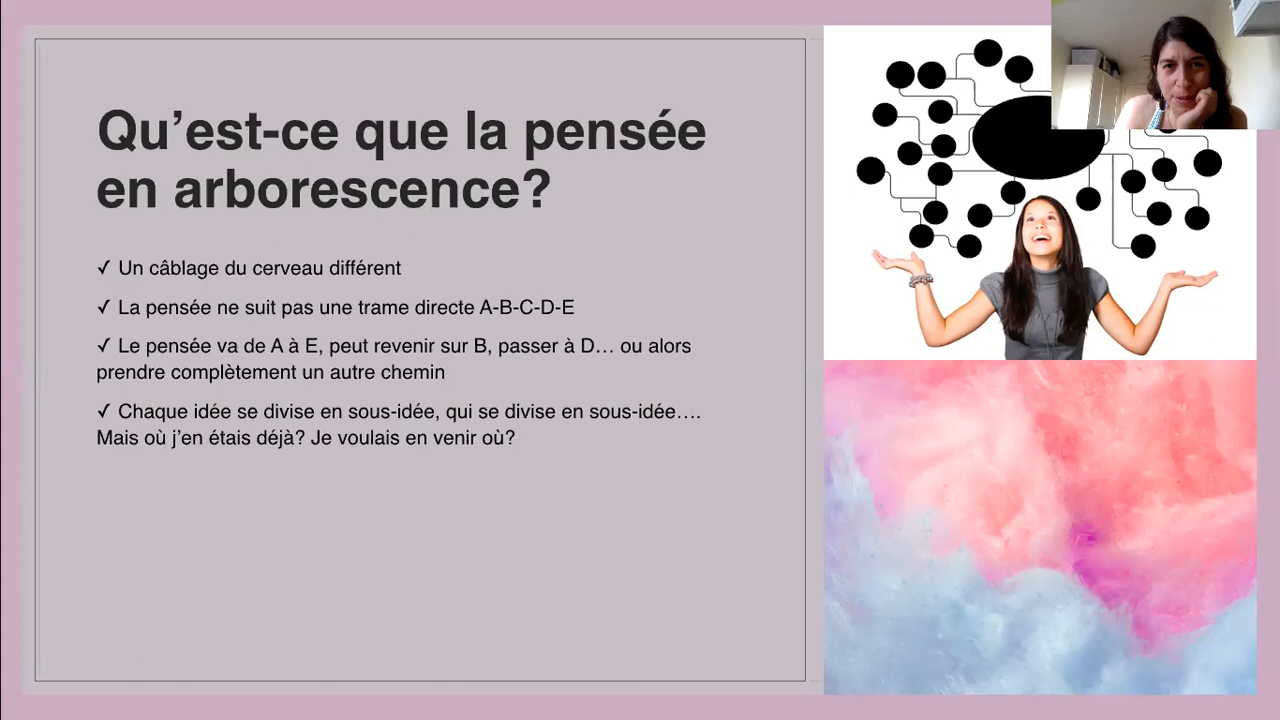 Qu’est-ce que la pensée
en arborescence?
✓ Un câblage du cerveau différent
✓ La pensée ne suit pas une trame directe A-B-C-D-E
✓ Le pensée va de A à E, peut revenir sur B, passer à D… ou alors
prendre complètement un autre chemin
✓ Chaque idée se divise en sous-idée, qui se divise en sous-idée….
Mais où j’en étais déjà? Je voulais en venir où?